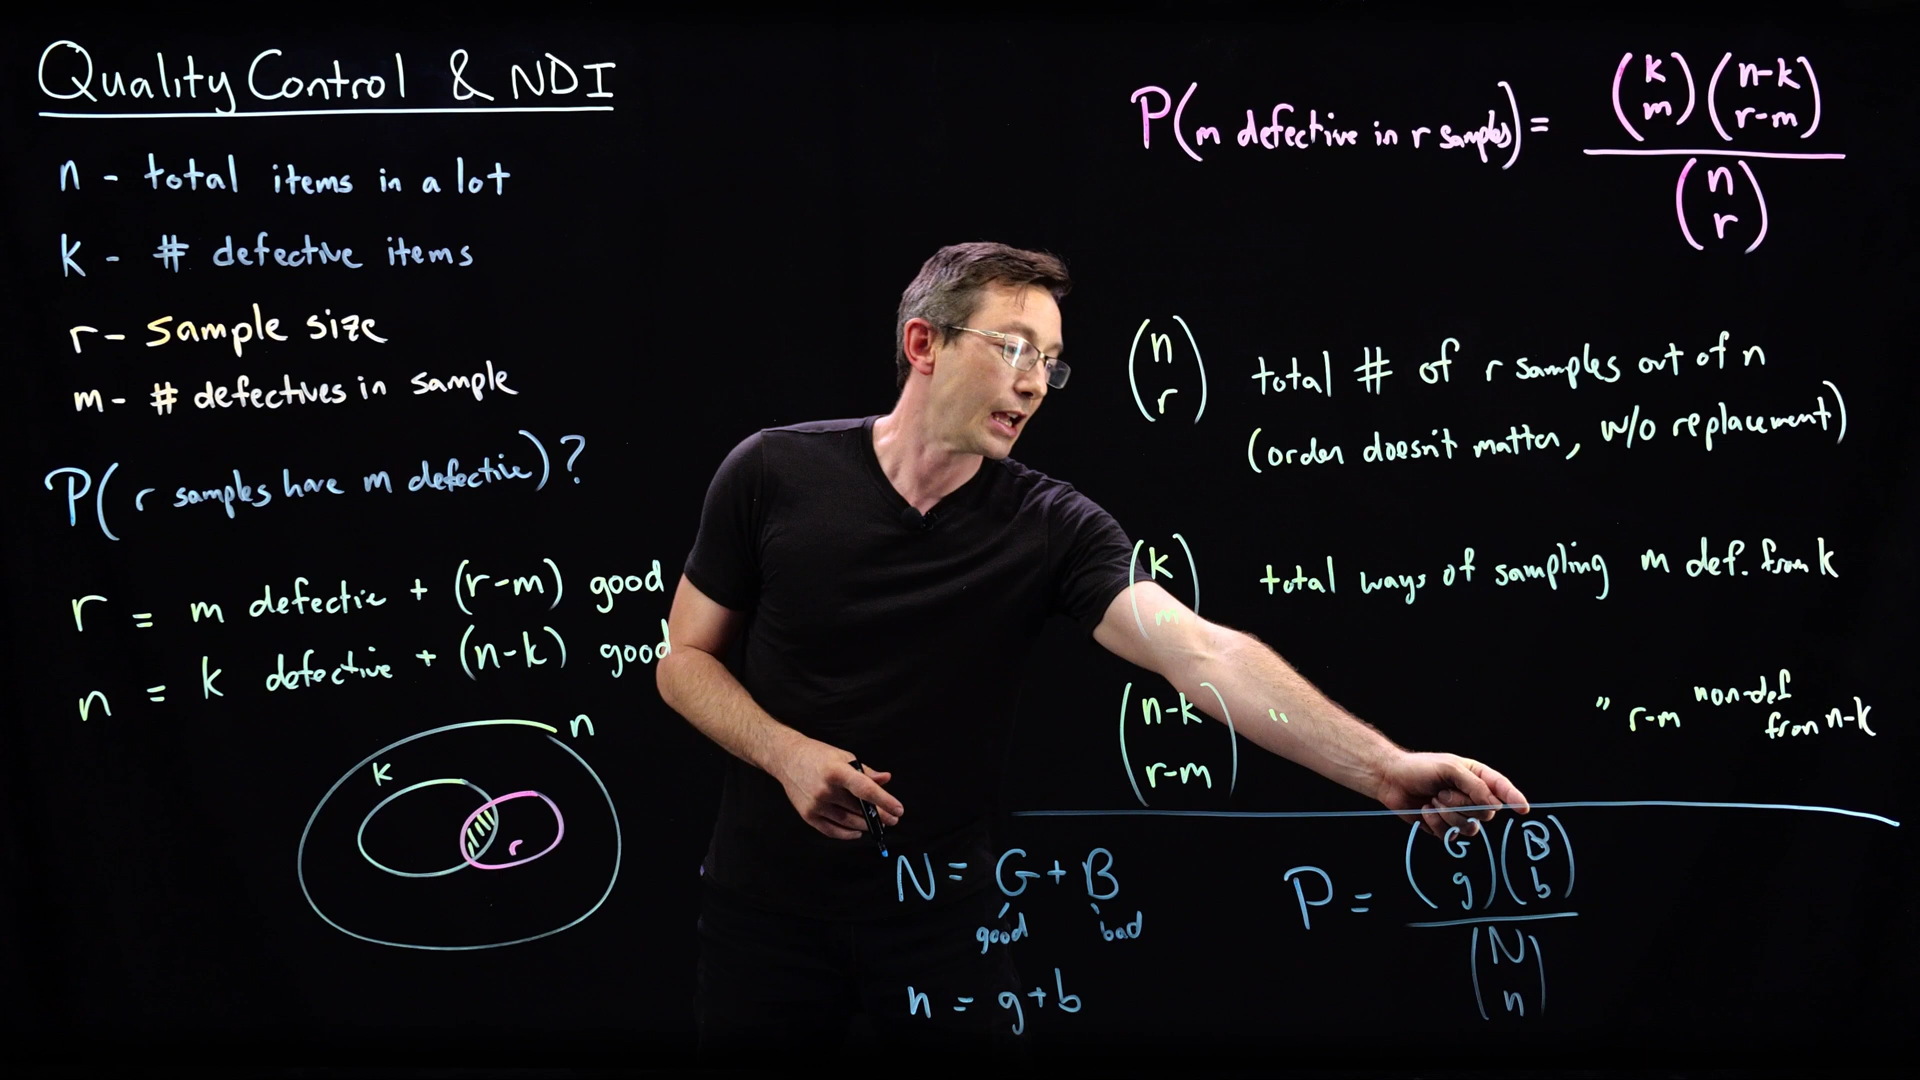 Quality Control & NDI
n - total items in a lot
k - # defective items
r - sample size
m - # defectives in sample
P( r samples have m defective)?
r = m defectie + (r-m) good
n = k defective + (n-k) good
n
k
r
P(m defective in r samples) =
(k m) (n-k r-m)
(n r)
(n r) total # of r samples out of n
(order doesn't matter, w/o replacement)
(k m) total ways of sampling m def. from k
(n-k r-m) " " r-m non-def from n-k
N = G + B
good bad
n = g + b
P = (G g)(B b)
(N n)